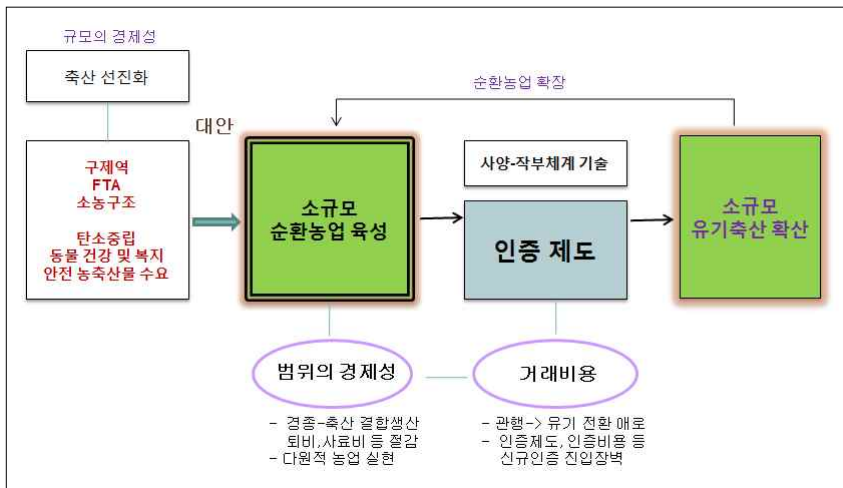 규모의 경제성
축산 선진화
대안
구제역
FTA
소농구조
탄소중립
동물 건강 및 복지
안전 농축산물 수요
순환농업 확장
소규모
순환농업 육성
사양-작부체계 기술
인증 제도
소규모
유기축산 확산
범위의 경제성
- 경종-축산 결합생산
퇴비,사료비 등 절감
- 다원적 농업 실현
거래비용
- 관행-> 유기 전환 애로
- 인증제도, 인증비용 등
신규인증 진입장벽